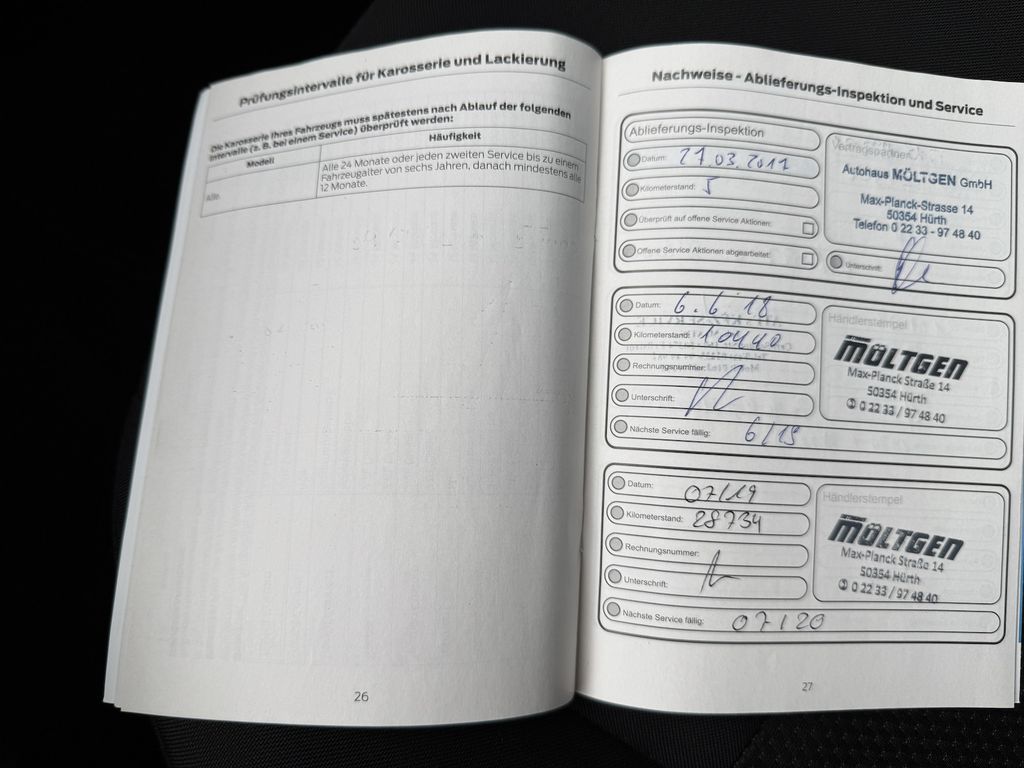 Prüfungsintervalle für Karosserie und Lackierung
Die Karosserie Ihres Fahrzeugs muss spätestens nach Ablauf der folgenden
Intervalle (z. B. bei einem Service) überprüft werden:
Modell
Häufigkeit
Alle.
Alle 24 Monate oder jeden zweiten Service bis zu einem
Fahrzeugalter von sechs Jahren, danach mindestens alle
12 Monate.
26
Nachweise - Ablieferungs-Inspektion und Service
Ablieferungs-Inspektion
Datum: 27.03.2017
Kilometerstand: 5
Überprüft auf offene Service Aktionen:
Offene Service Aktionen abgearbeitet:
Vertragspartner
Autohaus MÖLTGEN GmbH
Max-Planck-Strasse 14
50354 Hürth
Telefon 0 22 33 - 97 48 40
Unterschrift:
Datum: 6.6.18
Kilometerstand: 10440
Rechnungsnummer:
Unterschrift:
Nächste Service fällig: 6/19
Händlerstempel
MÖLTGEN
Max-Planck Straße 14
50354 Hürth
0 22 33 / 97 48 40
Datum: 07/19
Kilometerstand: 28734
Rechnungsnummer:
Unterschrift:
Nächste Service fällig: 07/20
Händlerstempel
MÖLTGEN
Max-Planck Straße 14
50354 Hürth
0 22 33 / 97 48 40
27